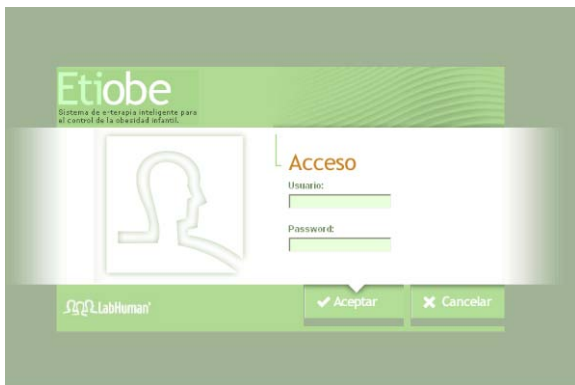 Etiobe
Sistema de e-terapia inteligente para
el control de la obesidad infantil.
Acceso
Usuario:
Password:
LabHuman
Aceptar
Cancelar